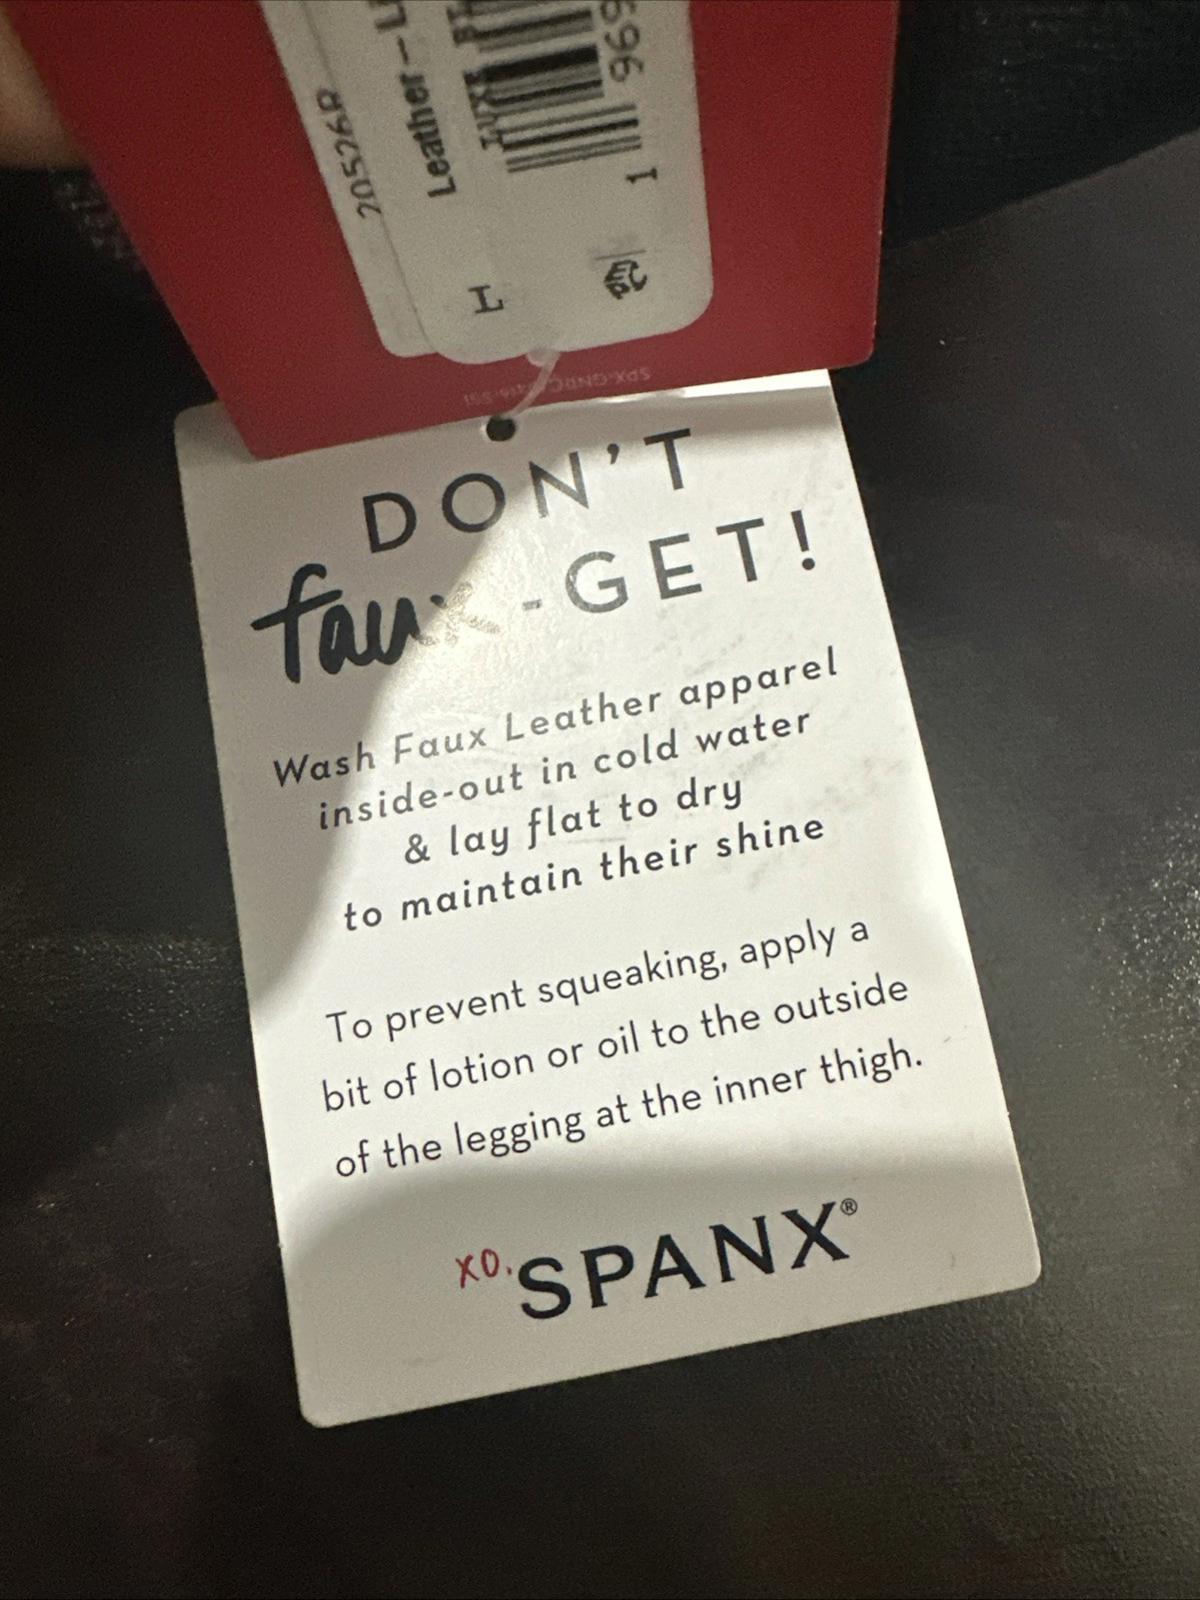 20526R
Leather-L
LUXE B
969
1
L
DON'T
faux-GET!
Wash Faux Leather apparel
inside-out in cold water
& lay flat to dry
to maintain their shine
To prevent squeaking, apply a
bit of lotion or oil to the outside
of the legging at the inner thigh.
xo, SPANX®